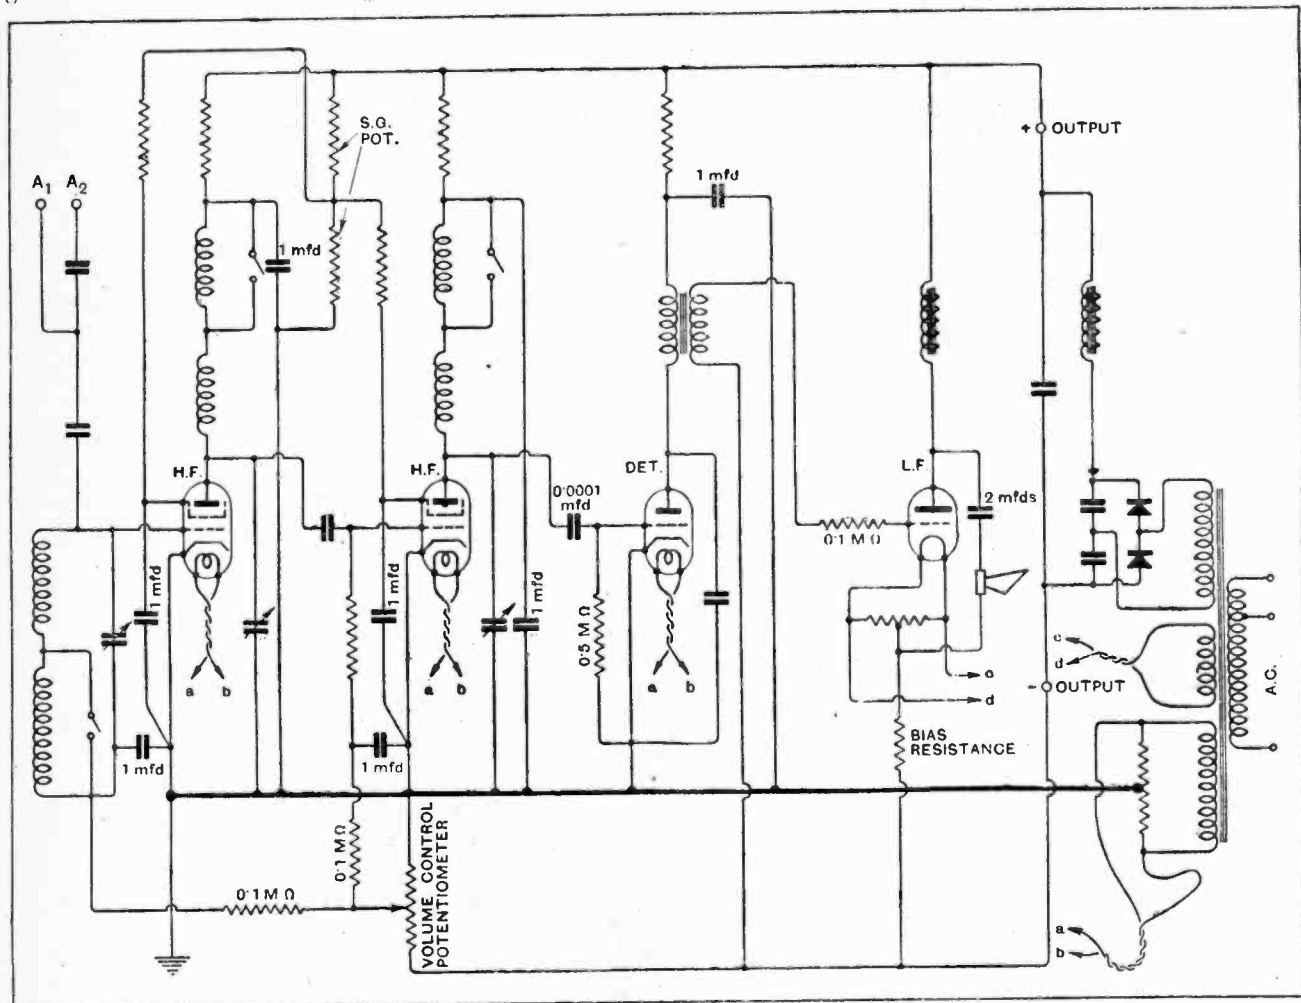 S.G.
POT.
+ OUTPUT
A1 A2
1 mfd
1 mfd
H.F.
H.F.
DET.
L.F.
0.0001
mfd
2 mfds
0.1 M Ω
1 mfd
1 mfd
1 mfd
0.5 M Ω
a b
a b
a b
c
d
d
- OUTPUT
A.C.
BIAS
RESISTANCE
1 mfd
1 mfd
0.1 M Ω
0.1 M Ω
VOLUME CONTROL
POTENTIOMETER
a
b